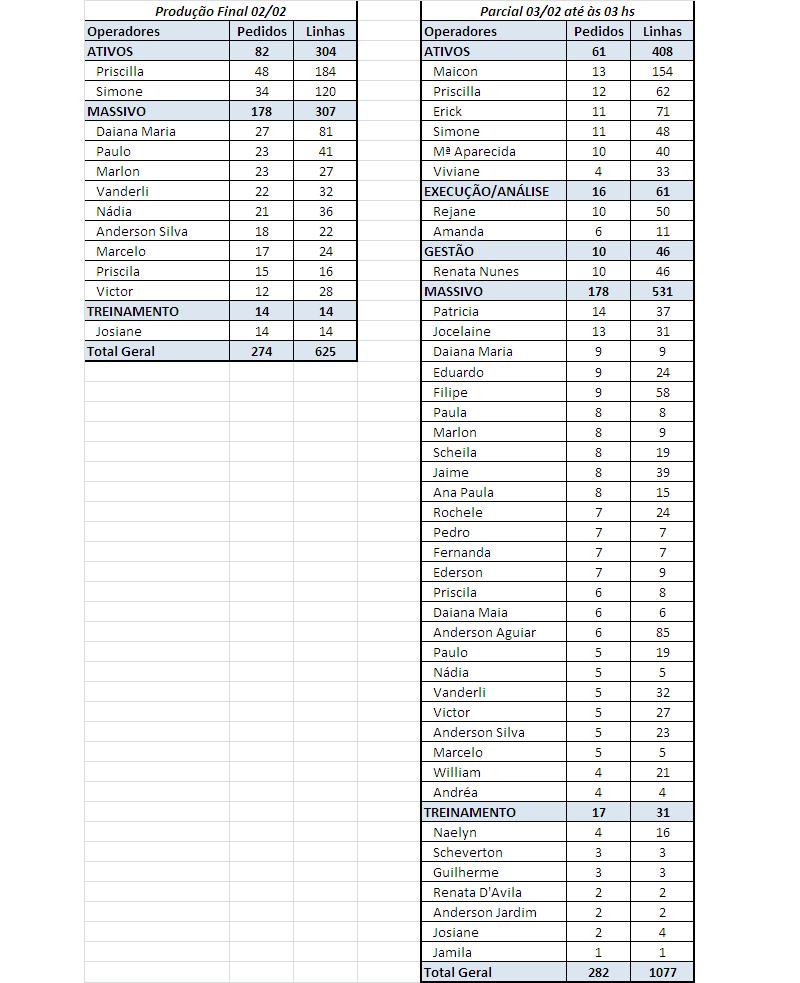 Produção Final 02/02
Operadores Pedidos Linhas
ATIVOS 82 304
Priscilla 48 184
Simone 34 120
MASSIVO 178 307
Daiana Maria 27 81
Paulo 23 41
Marlon 23 27
Vanderli 22 32
Nádia 21 36
Anderson Silva 18 22
Marcelo 17 24
Priscila 15 16
Victor 12 28
TREINAMENTO 14 14
Josiane 14 14
Total Geral 274 625
Parcial 03/02 até às 03 hs
Operadores Pedidos Linhas
ATIVOS 61 408
Maicon 13 154
Priscilla 12 62
Erick 11 71
Simone 11 48
Mª Aparecida 10 40
Viviane 4 33
EXECUÇÃO/ANÁLISE 16 61
Rejane 10 50
Amanda 6 11
GESTÃO 10 46
Renata Nunes 10 46
MASSIVO 178 531
Patricia 14 37
Jocelaine 13 31
Daiana Maria 9 9
Eduardo 9 24
Filipe 9 58
Paula 8 8
Marlon 8 9
Scheila 8 19
Jaime 8 39
Ana Paula 8 15
Rochele 7 24
Pedro 7 7
Fernanda 7 7
Ederson 7 9
Priscila 6 8
Daiana Maia 6 6
Anderson Aguiar 6 85
Paulo 5 19
Nádia 5 5
Vanderli 5 32
Victor 5 27
Anderson Silva 5 23
Marcelo 5 5
William 4 21
Andréa 4 4
TREINAMENTO 17 31
Naelyn 4 16
Scheverton 3 3
Guilherme 3 3
Renata D'Avila 2 2
Anderson Jardim 2 2
Josiane 2 4
Jamila 1 1
Total Geral 282 1077